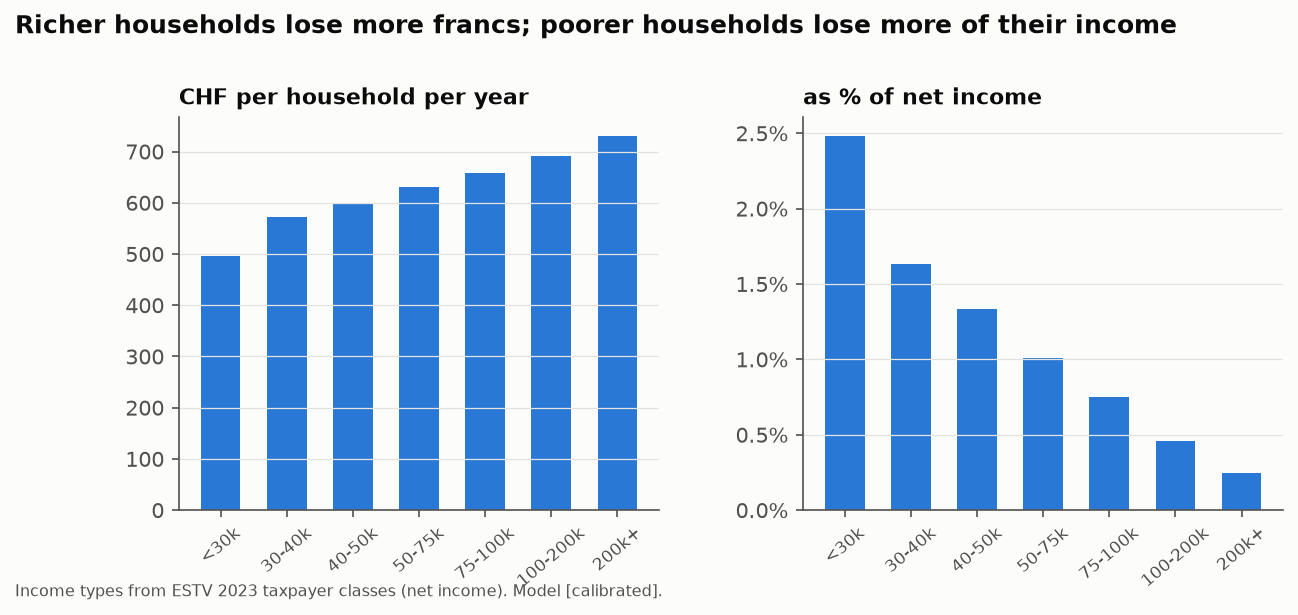 Richer households lose more francs; poorer households lose more of their income
CHF per household per year
700
600
500
400
300
200
100
0
<30k
30-40k
40-50k
50-75k
75-100k
100-200k
200k+
as % of net income
2.5%
2.0%
1.5%
1.0%
0.5%
0.0%
<30k
30-40k
40-50k
50-75k
75-100k
100-200k
200k+
Income types from ESTV 2023 taxpayer classes (net income). Model [calibrated].